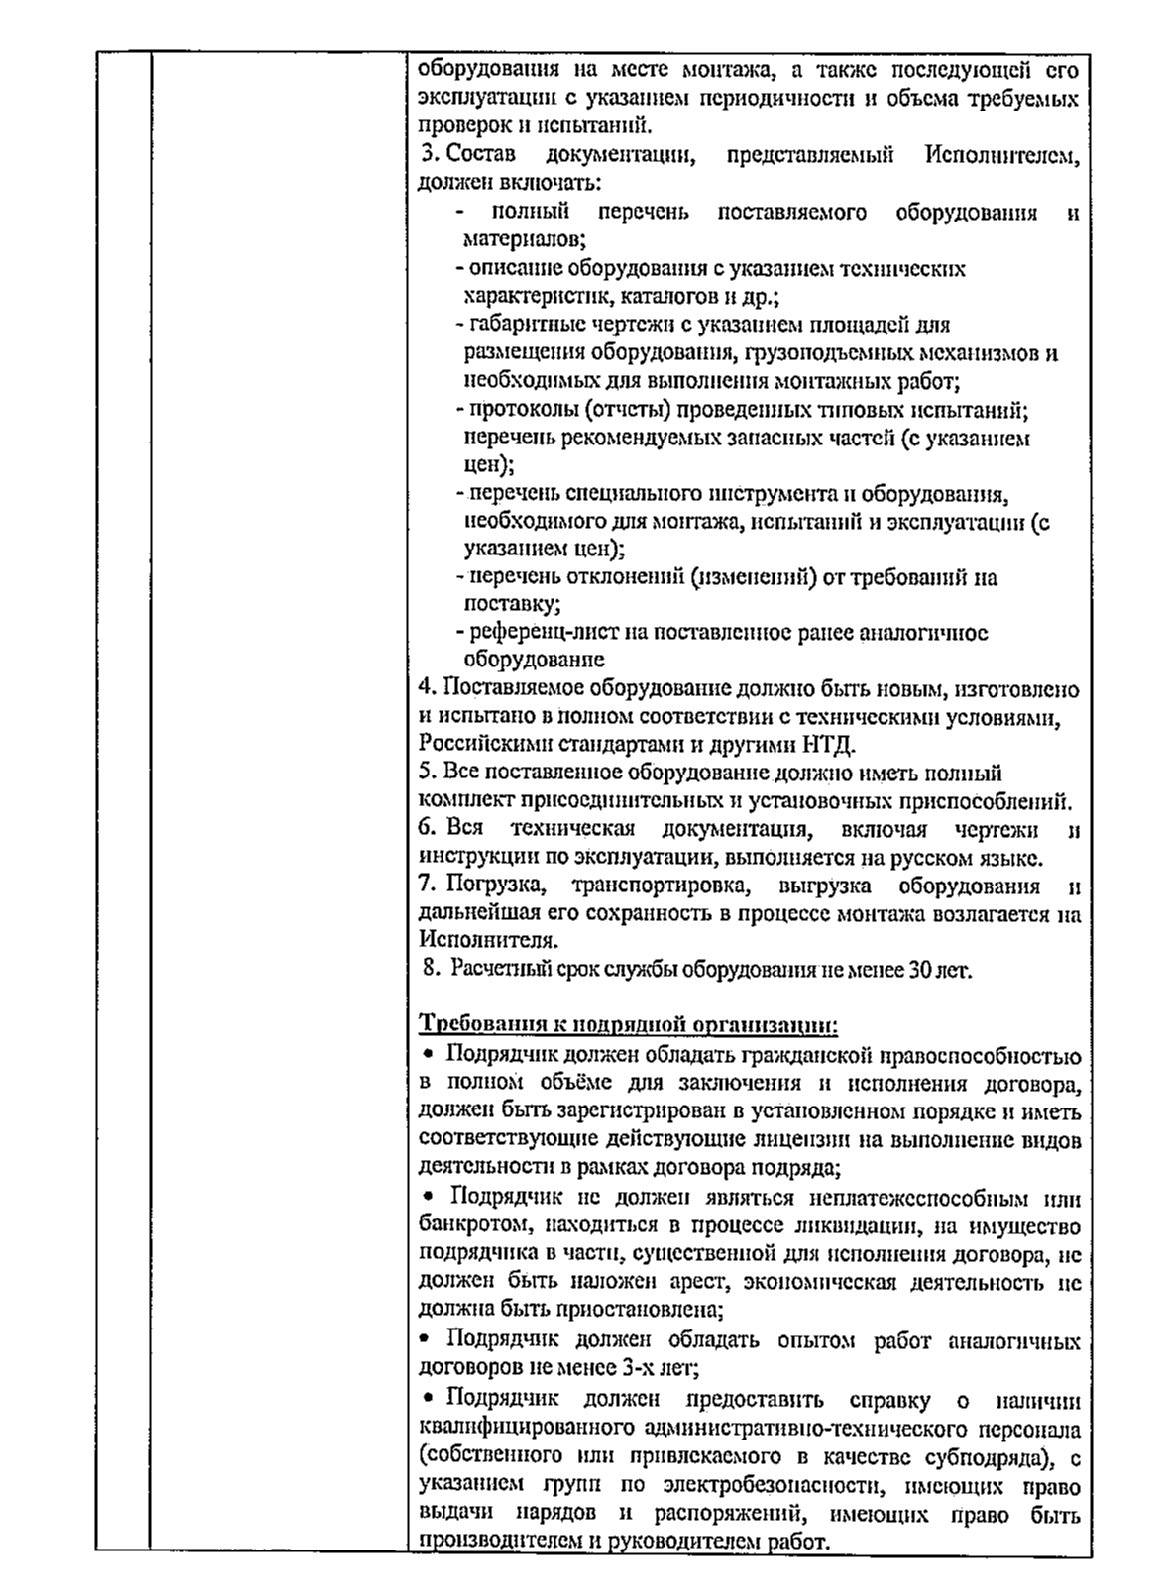 оборудования на месте монтажа, а также последующей его
эксплуатации с указанием периодичности и объема требуемых
проверок и испытаний.
3. Состав документации, представляемый Исполнителем,
должен включать:
- полный перечень поставляемого оборудования и
материалов;
- описание оборудования с указанием технических
характеристик, каталогов и др.;
- габаритные чертежи с указанием площадей для
размещения оборудования, грузоподъемных механизмов и
необходимых для выполнения монтажных работ;
- протоколы (отчеты) проведенных типовых испытаний;
перечень рекомендуемых запасных частей (с указанием
цен);
- перечень специального инструмента и оборудования,
необходимого для монтажа, испытаний и эксплуатации (с
указанием цен);
- перечень отклонений (изменений) от требований на
поставку;
- референц-лист на поставленное ранее аналогичное
оборудование
4. Поставляемое оборудование должно быть новым, изготовлено
и испытано в полном соответствии с техническими условиями,
Российскими стандартами и другими НТД.
5. Все поставленное оборудование должно иметь полный
комплект присоединительных и установочных приспособлений.
6. Вся техническая документация, включая чертежи и
инструкции по эксплуатации, выполняется на русском языке.
7. Погрузка, транспортировка, выгрузка оборудования и
дальнейшая его сохранность в процессе монтажа возлагается на
Исполнителя.
8. Расчетный срок службы оборудования не менее 30 лет.
Требования к подрядной организации:
• Подрядчик должен обладать гражданской правоспособностью
в полном объёме для заключения и исполнения договора,
должен быть зарегистрирован в установленном порядке и иметь
соответствующие действующие лицензии на выполнение видов
деятельности в рамках договора подряда;
• Подрядчик не должен являться неплатежеспособным или
банкротом, находиться в процессе ликвидации, на имущество
подрядчика в части, существенной для исполнения договора, не
должен быть наложен арест, экономическая деятельность не
должна быть приостановлена;
• Подрядчик должен обладать опытом работ аналогичных
договоров не менее 3-х лет;
• Подрядчик должен предоставить справку о наличии
квалифицированного административно-технического персонала
(собственного или привлекаемого в качестве субподряда), с
указанием групп по электробезопасности, имеющих право
выдачи нарядов и распоряжений, имеющих право быть
производителем и руководителем работ.